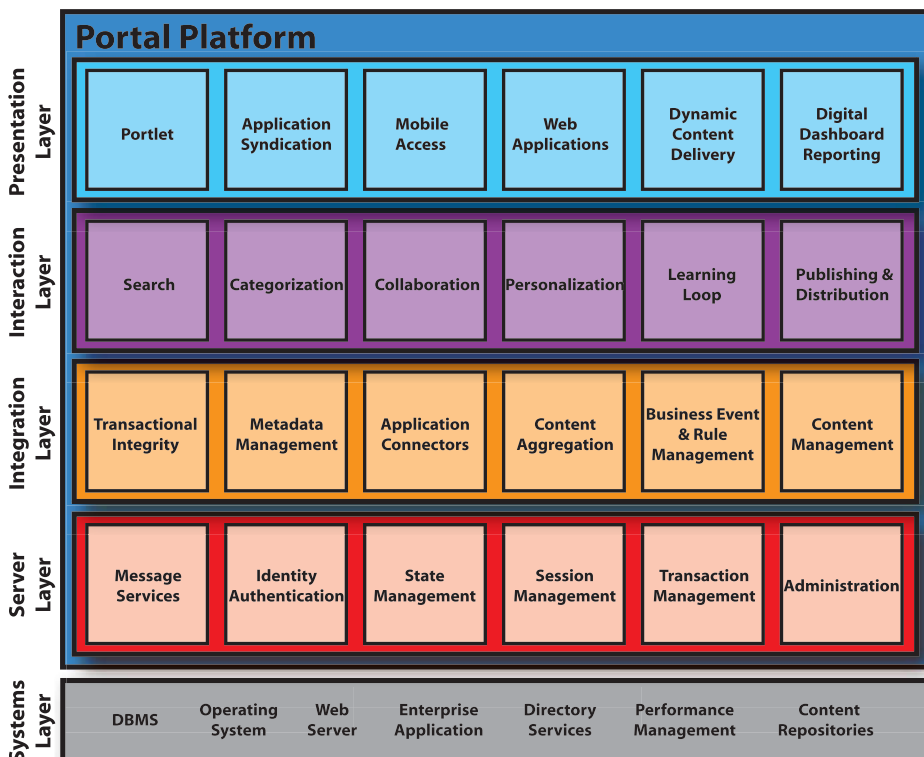 Portal Platform
Presentation
Layer
Portlet
Application
Syndication
Mobile
Access
Web
Applications
Dynamic
Content
Delivery
Digital
Dashboard
Reporting
Interaction
Layer
Search
Categorization
Collaboration
Personalization
Learning
Loop
Publishing &
Distribution
Integration
Layer
Transactional
Integrity
Metadata
Management
Application
Connectors
Content
Aggregation
Business Event
& Rule
Management
Content
Management
Server
Layer
Message
Services
Identity
Authentication
State
Management
Session
Management
Transaction
Management
Administration
Systems
Layer
DBMS
Operating
System
Web
Server
Enterprise
Application
Directory
Services
Performance
Management
Content
Repositories